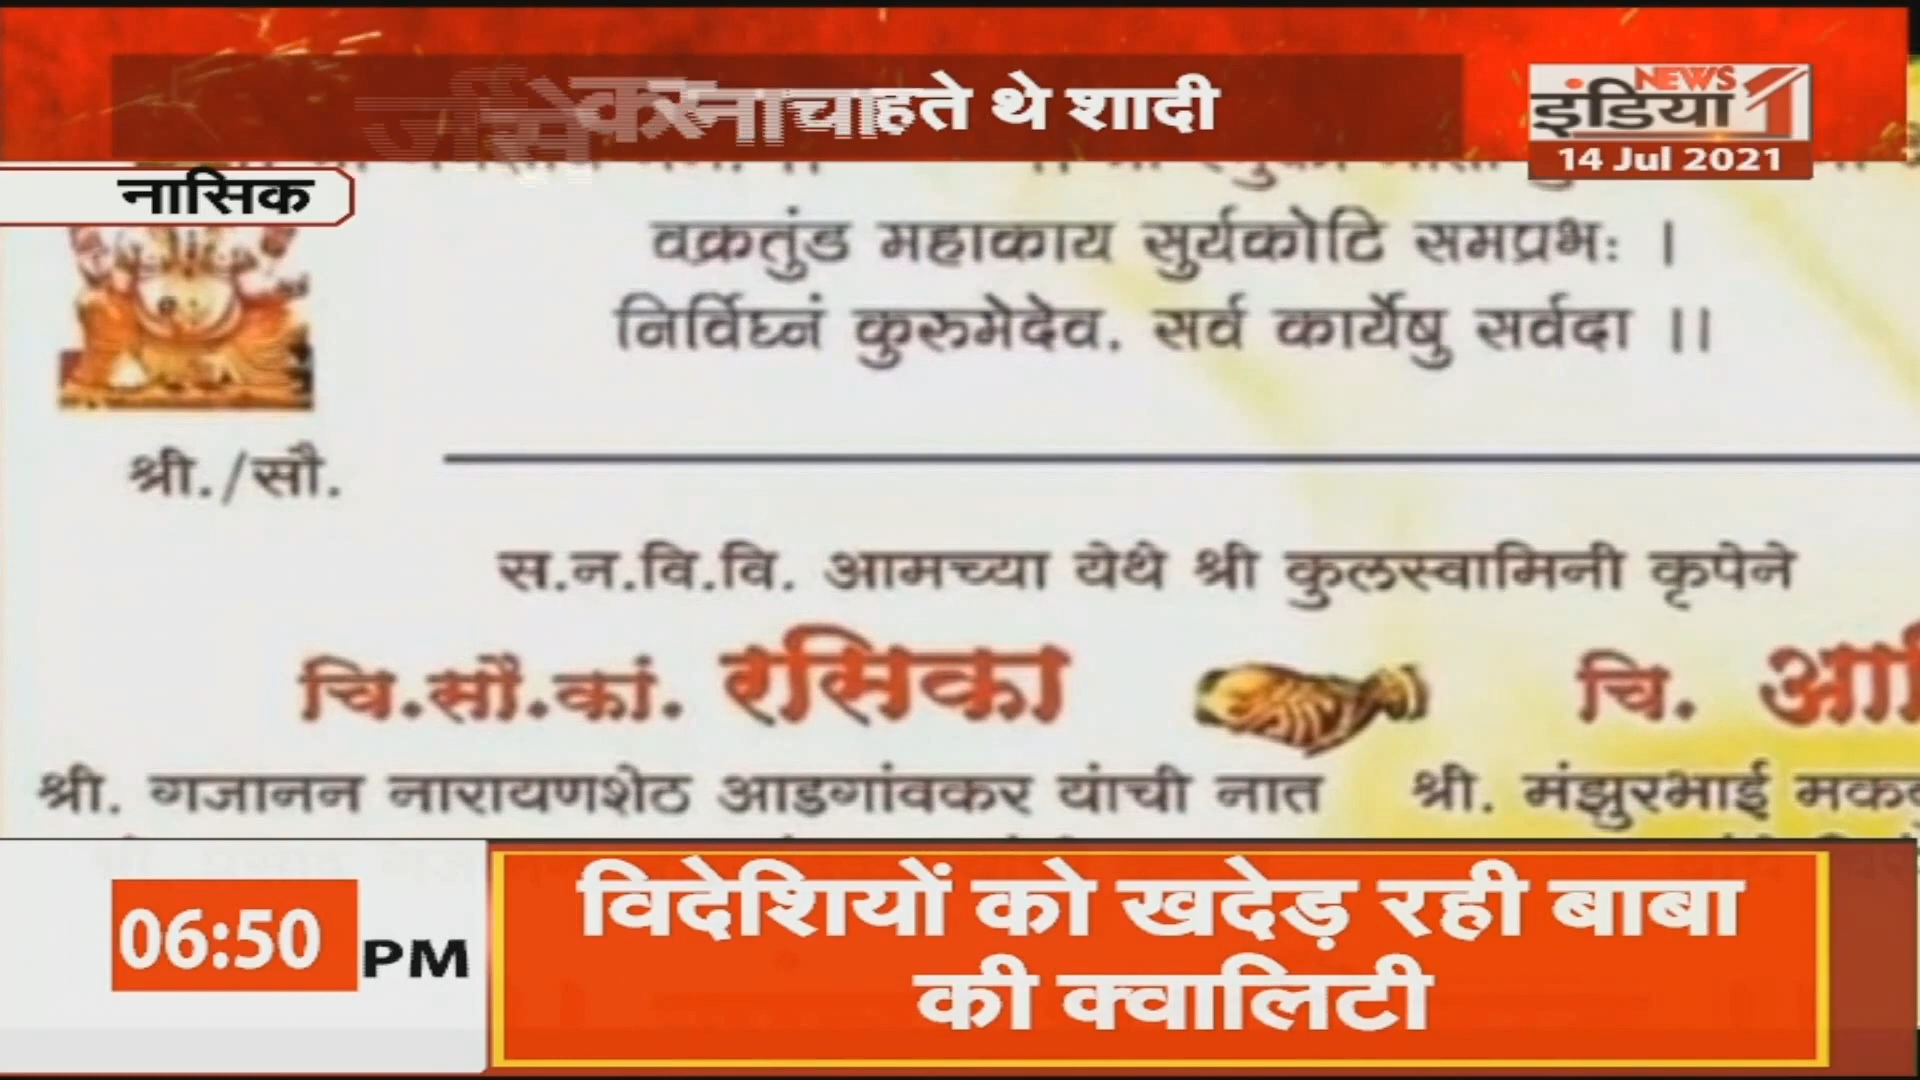 करना चाहते थे शादी
NEWS
इंडिया 1
14 Jul 2021
नासिक
वक्रतुंड महाकाय सुर्यकोटि समप्रभः ।
निर्विघ्नं कुरुमेदेव. सर्व कार्येषु सर्वदा ।।
श्री./सौ.
स.न.वि.वि. आमच्या येथे श्री कुलस्वामिनी कृपेने
चि.सौ.कां. रसिका चि.
श्री. गजानन नारायणशेठ आडगांवकर यांची नात श्री. मंझुरभाई
06:50 PM
विदेशियों को खदेड़ रही बाबा
की क्वालिटी